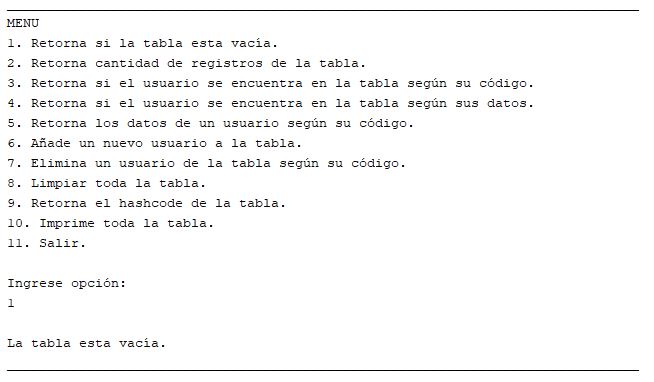 MENU
1. Retorna si la tabla esta vacía.
2. Retorna cantidad de registros de la tabla.
3. Retorna si el usuario se encuentra en la tabla según su código.
4. Retorna si el usuario se encuentra en la tabla según sus datos.
5. Retorna los datos de un usuario según su código.
6. Añade un nuevo usuario a la tabla.
7. Elimina un usuario de la tabla según su código.
8. Limpiar toda la tabla.
9. Retorna el hashcode de la tabla.
10. Imprime toda la tabla.
11. Salir.
Ingrese opción:
1
La tabla esta vacía.